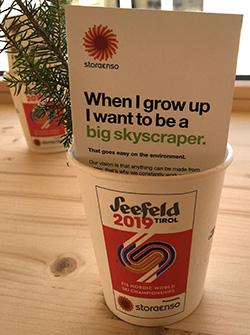 storaenso
When I grow up
I want to be a
big skyscraper.
That goes easy on the environment.
Our vision is that anything can be made from
Seefeld
2019 TIROL
FIS NORDIC WORLD
SKI CHAMPIONSHIPS
storaenso
2019